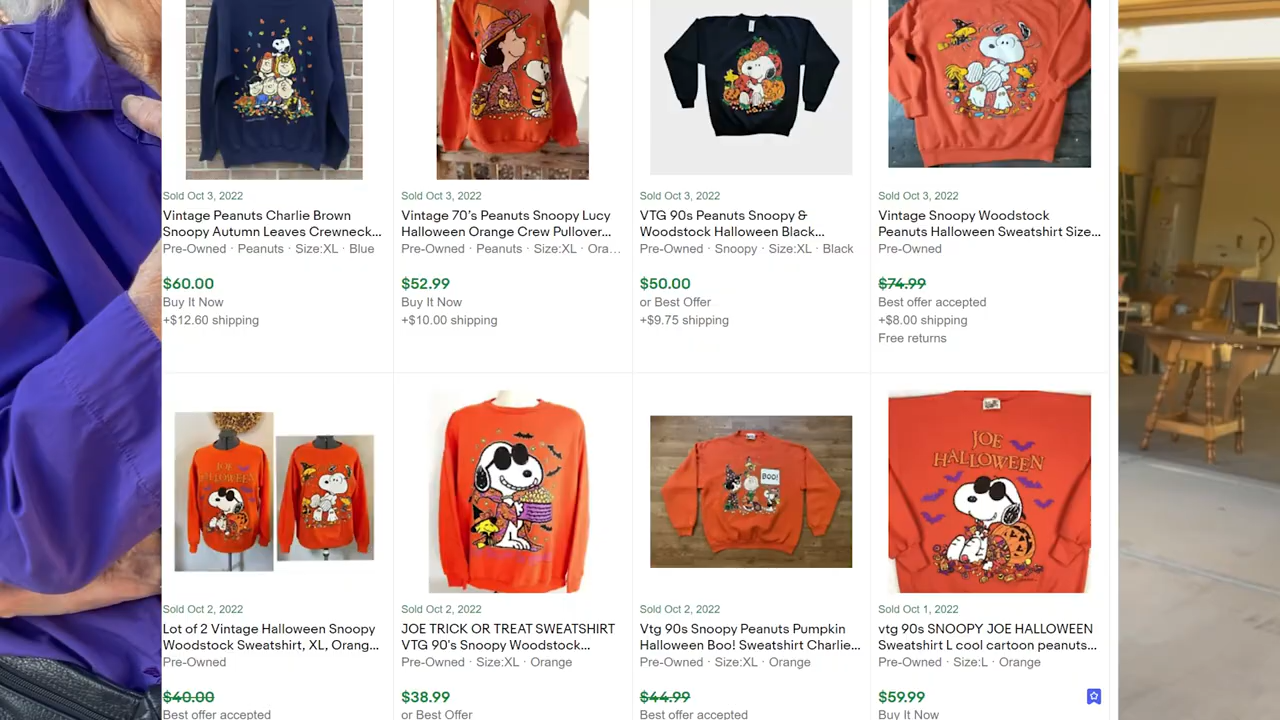 Sold Oct 3, 2022
Vintage Peanuts Charlie Brown
Snoopy Autumn Leaves Crewneck...
Pre-Owned · Peanuts · Size:XL · Blue
$60.00
Buy It Now
+$12.60 shipping
Sold Oct 3, 2022
Vintage 70's Peanuts Snoopy Lucy
Halloween Orange Crew Pullover...
Pre-Owned · Peanuts · Size:XL · Ora...
$52.99
Buy It Now
+$10.00 shipping
Sold Oct 3, 2022
VTG 90s Peanuts Snoopy &
Woodstock Halloween Black...
Pre-Owned · Snoopy · Size:XL · Black
$50.00
or Best Offer
+$9.75 shipping
Sold Oct 3, 2022
Vintage Snoopy Woodstock
Peanuts Halloween Sweatshirt Size...
Pre-Owned
$74.99
Best offer accepted
+$8.00 shipping
Free returns
JOE
HALLOWEEN
Sold Oct 2, 2022
Lot of 2 Vintage Halloween Snoopy
Woodstock Sweatshirt, XL, Orang...
Pre-Owned
$40.00
Best offer accepted
Sold Oct 2, 2022
JOE TRICK OR TREAT SWEATSHIRT
VTG 90's Snoopy Woodstock...
Pre-Owned · Size:XL · Orange
$38.99
or Best Offer
BOO!
Sold Oct 2, 2022
Vtg 90s Snoopy Peanuts Pumpkin
Halloween Boo! Sweatshirt Charlie...
Pre-Owned · Size:XL · Orange
$44.99
Best offer accepted
JOE
HALLOWEEN
Sold Oct 1, 2022
vtg 90s SNOOPY JOE HALLOWEEN
Sweatshirt L cool cartoon peanuts...
Pre-Owned · Size:L · Orange
$59.99
Buy It Now